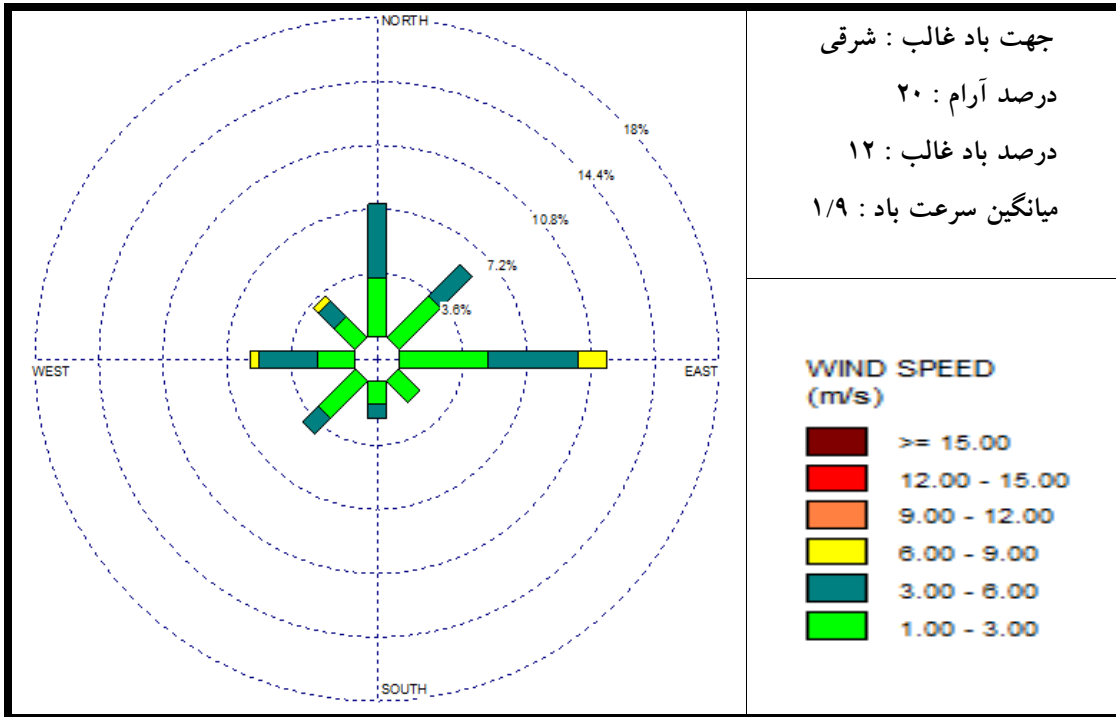 NORTH
18%
14.4%
10.8%
7.2%
3.6%
WEST
EAST
SOUTH
جهت باد غالب : شرقی
درصد آرام : ۲۰
درصد باد غالب : ۱۲
میانگین سرعت باد : ۱/۹
WIND SPEED
(m/s)
>= 15.00
12.00 - 15.00
9.00 - 12.00
6.00 - 9.00
3.00 - 6.00
1.00 - 3.00